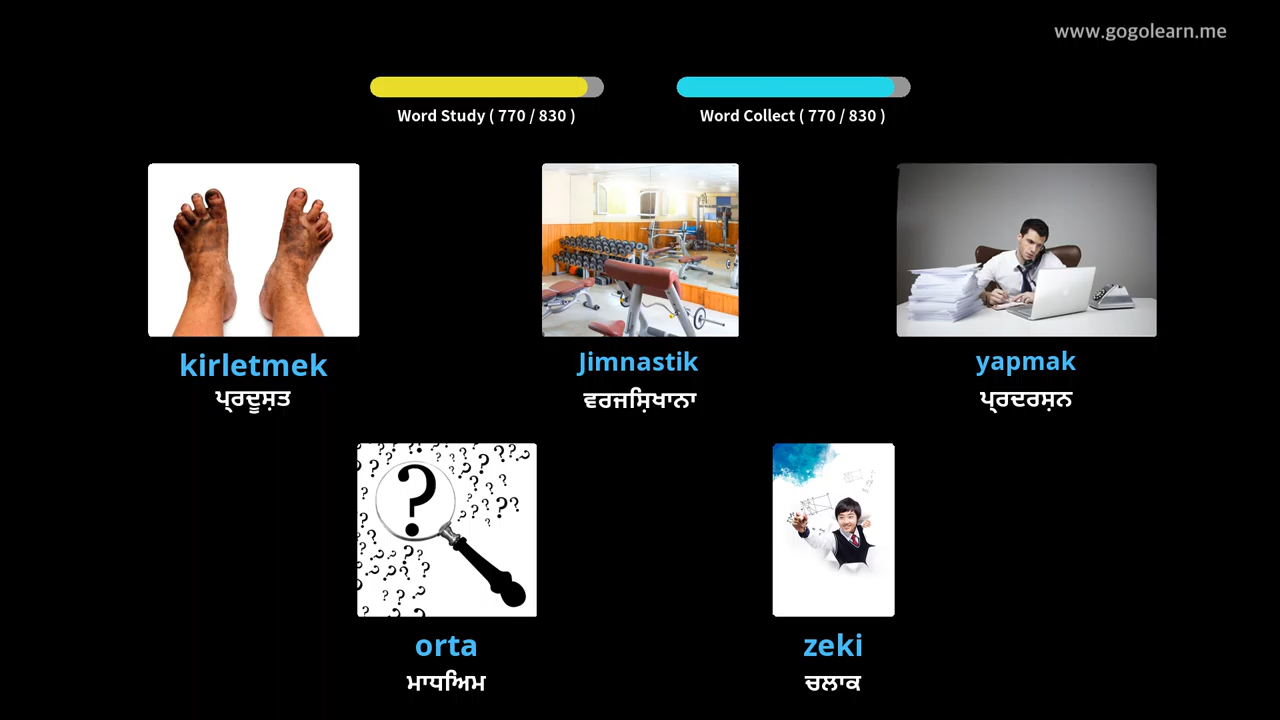 www.gogolearn.me
Word Study ( 770 / 830 )
Word Collect ( 770 / 830 )
kirletmek
ਪ੍ਰਦੂਸ਼ਤ
Jimnastik
ਵਰਜਸ਼ਿਖਾਨਾ
yapmak
ਪ੍ਰਦਰਸ਼ਨ
orta
ਮਾਧਅਿਮ
zeki
ਚਲਾਕ